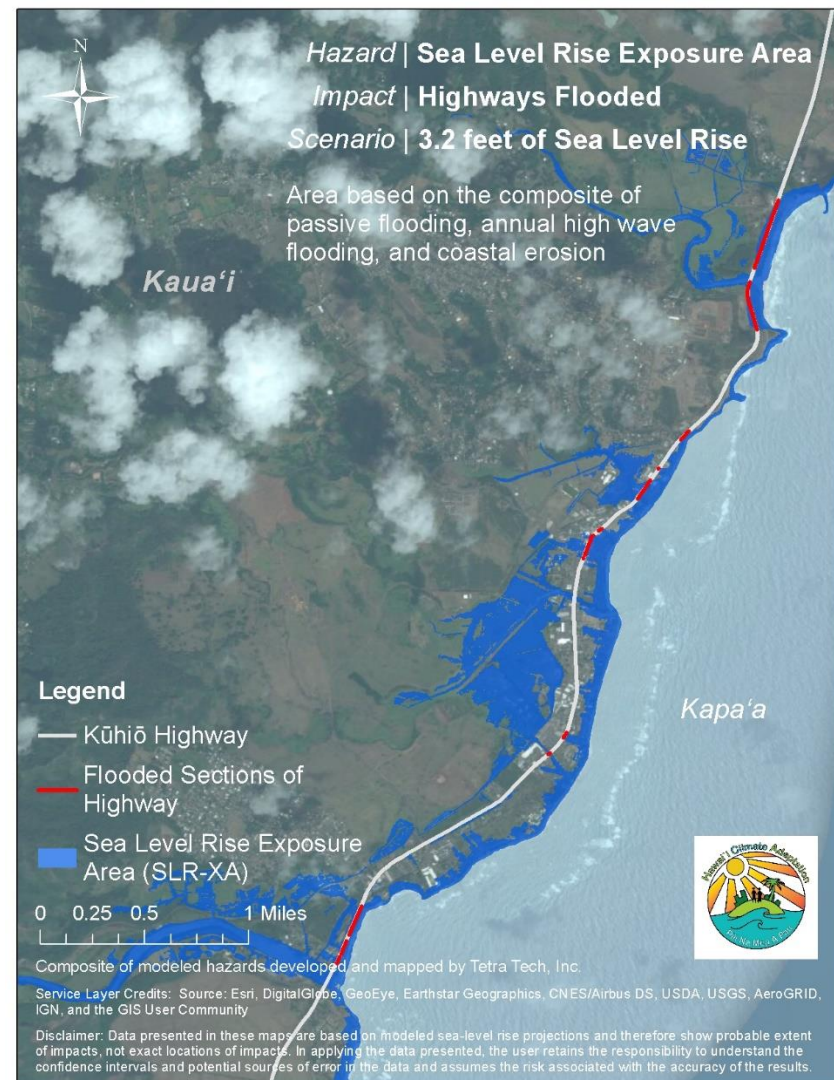 N
Hazard | Sea Level Rise Exposure Area
Impact | Highways Flooded
Scenario | 3.2 feet of Sea Level Rise
Area based on the composite of
passive flooding, annual high wave
flooding, and coastal erosion
Kauaʻi
Kapaʻa
Legend
Kūhiō Highway
Flooded Sections of
Highway
Sea Level Rise Exposure
Area (SLR-XA)
0 0.25 0.5 1 Miles
Hawaiʻi Climate Adaptation
Composite of modeled hazards developed and mapped by Tetra Tech, Inc.
Service Layer Credits: Source: Esri, DigitalGlobe, GeoEye, Earthstar Geographics, CNES/Airbus DS, USDA, USGS, AeroGRID,
IGN, and the GIS User Community
Disclaimer: Data presented in these maps are based on modeled sea-level rise projections and therefore show probable extent
of impacts, not exact locations of impacts. In applying the data presented, the user retains the responsibility to understand the
confidence intervals and potential sources of error in the data and assumes the risk associated with the accuracy of the results.